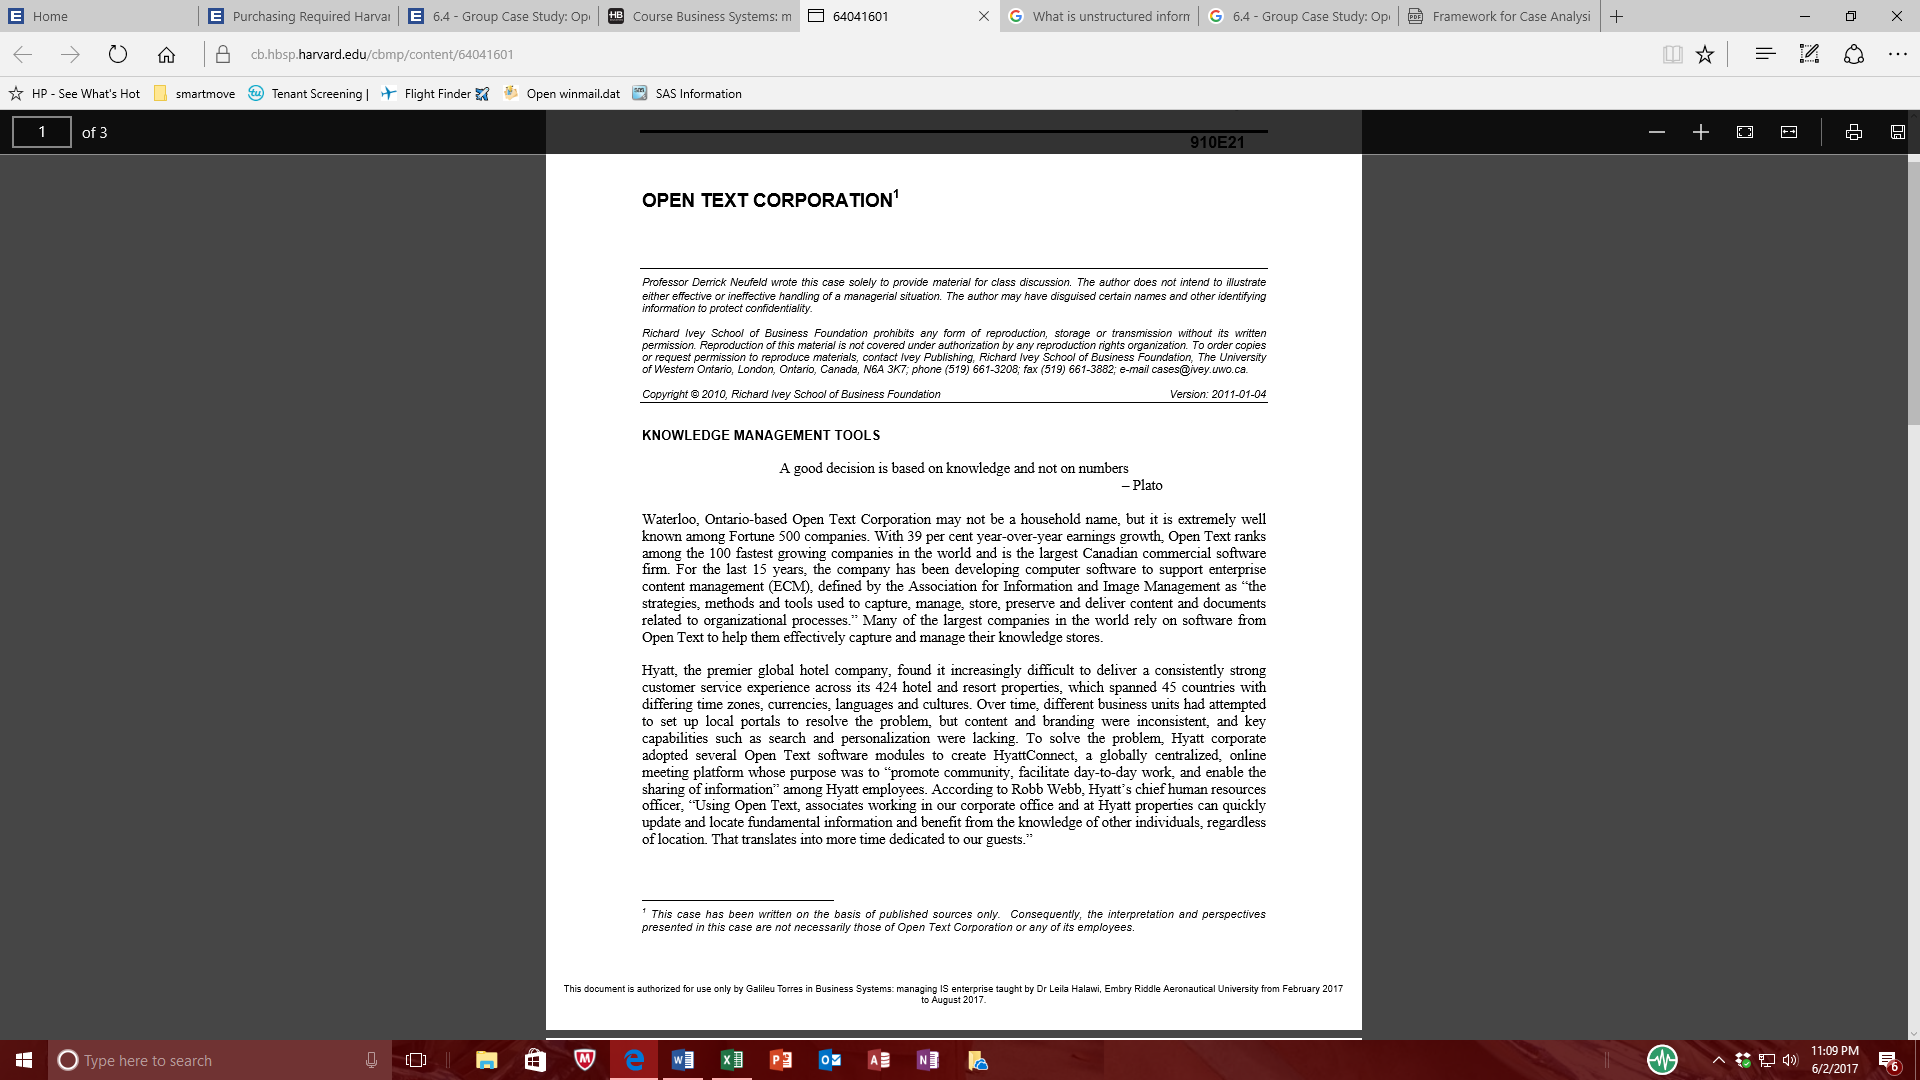 Home
Purchasing Required Harvar
6.4 - Group Case Study: Ope
Course Business Systems: m
64041601
What is unstructured inform
6.4 - Group Case Study: Ope
Framework for Case Analysi
cb.hbsp.harvard.edu/cbmp/content/64041601
HP - See What's Hot
smartmove
Tenant Screening |
Flight Finder
Open winmail.dat
SAS Information
1 of 3
910E21
OPEN TEXT CORPORATION1
Professor Derrick Neufeld wrote this case solely to provide material for class discussion. The author does not intend to illustrate
either effective or ineffective handling of a managerial situation. The author may have disguised certain names and other identifying
information to protect confidentiality.
Richard Ivey School of Business Foundation prohibits any form of reproduction, storage or transmission without its written
permission. Reproduction of this material is not covered under authorization by any reproduction rights organization. To order copies
or request permission to reproduce materials, contact Ivey Publishing, Richard Ivey School of Business Foundation, The University
of Western Ontario, London, Ontario, Canada, N6A 3K7; phone (519) 661-3208; fax (519) 661-3882; e-mail cases@ivey.uwo.ca.
Copyright © 2010, Richard Ivey School of Business Foundation Version: 2011-01-04
KNOWLEDGE MANAGEMENT TOOLS
A good decision is based on knowledge and not on numbers
– Plato
Waterloo, Ontario-based Open Text Corporation may not be a household name, but it is extremely well
known among Fortune 500 companies. With 39 per cent year-over-year earnings growth, Open Text ranks
among the 100 fastest growing companies in the world and is the largest Canadian commercial software
firm. For the last 15 years, the company has been developing computer software to support enterprise
content management (ECM), defined by the Association for Information and Image Management as “the
strategies, methods and tools used to capture, manage, store, preserve and deliver content and documents
related to organizational processes.” Many of the largest companies in the world rely on software from
Open Text to help them effectively capture and manage their knowledge stores.
Hyatt, the premier global hotel company, found it increasingly difficult to deliver a consistently strong
customer service experience across its 424 hotel and resort properties, which spanned 45 countries with
differing time zones, currencies, languages and cultures. Over time, different business units had attempted
to set up local portals to resolve the problem, but content and branding were inconsistent, and key
capabilities such as search and personalization were lacking. To solve the problem, Hyatt corporate
adopted several Open Text software modules to create HyattConnect, a globally centralized, online
meeting platform whose purpose was to “promote community, facilitate day-to-day work, and enable the
sharing of information” among Hyatt employees. According to Robb Webb, Hyatt’s chief human resources
officer, “Using Open Text, associates working in our corporate office and at Hyatt properties can quickly
update and locate fundamental information and benefit from the knowledge of other individuals, regardless
of location. That translates into more time dedicated to our guests.”
1 This case has been written on the basis of published sources only. Consequently, the interpretation and perspectives
presented in this case are not necessarily those of Open Text Corporation or any of its employees.
This document is authorized for use only by Galileu Torres in Business Systems: managing IS enterprise taught by Dr Leila Halawi, Embry Riddle Aeronautical University from February 2017
to August 2017.
Type here to search
11:09 PM
6/2/2017
6